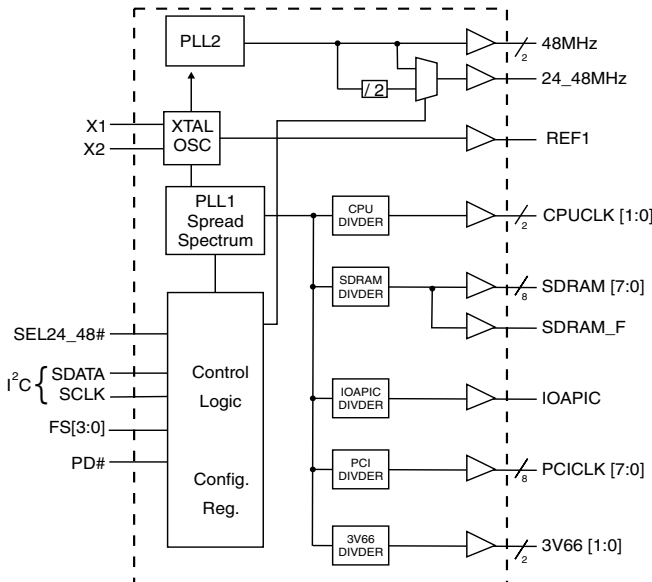 PLL2
48MHz
2
/ 2
24_48MHz
X1
X2
XTAL
OSC
REF1
PLL1
Spread
Spectrum
CPU
DIVDER
CPUCLK [1:0]
2
SDRAM
DIVDER
SDRAM [7:0]
8
SDRAM_F
SEL24_48#
I²C { SDATA
SCLK
FS[3:0]
PD#
Control
Logic
Config.
Reg.
IOAPIC
DIVDER
IOAPIC
PCI
DIVDER
PCICLK [7:0]
8
3V66
DIVDER
3V66 [1:0]
2